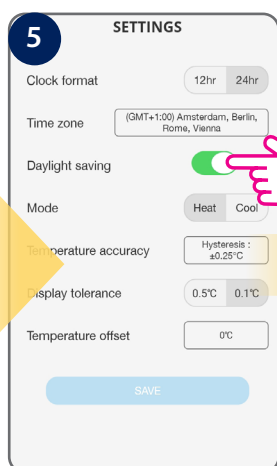 5
SETTINGS
Clock format 12hr 24hr
Time zone (GMT+1:00) Amsterdam, Berlin,
Rome, Vienna
Daylight saving
Mode Heat Cool
Temperature accuracy Hysteresis :
±0.25°C
Display tolerance 0.5°C 0.1°C
Temperature offset 0°C
SAVE